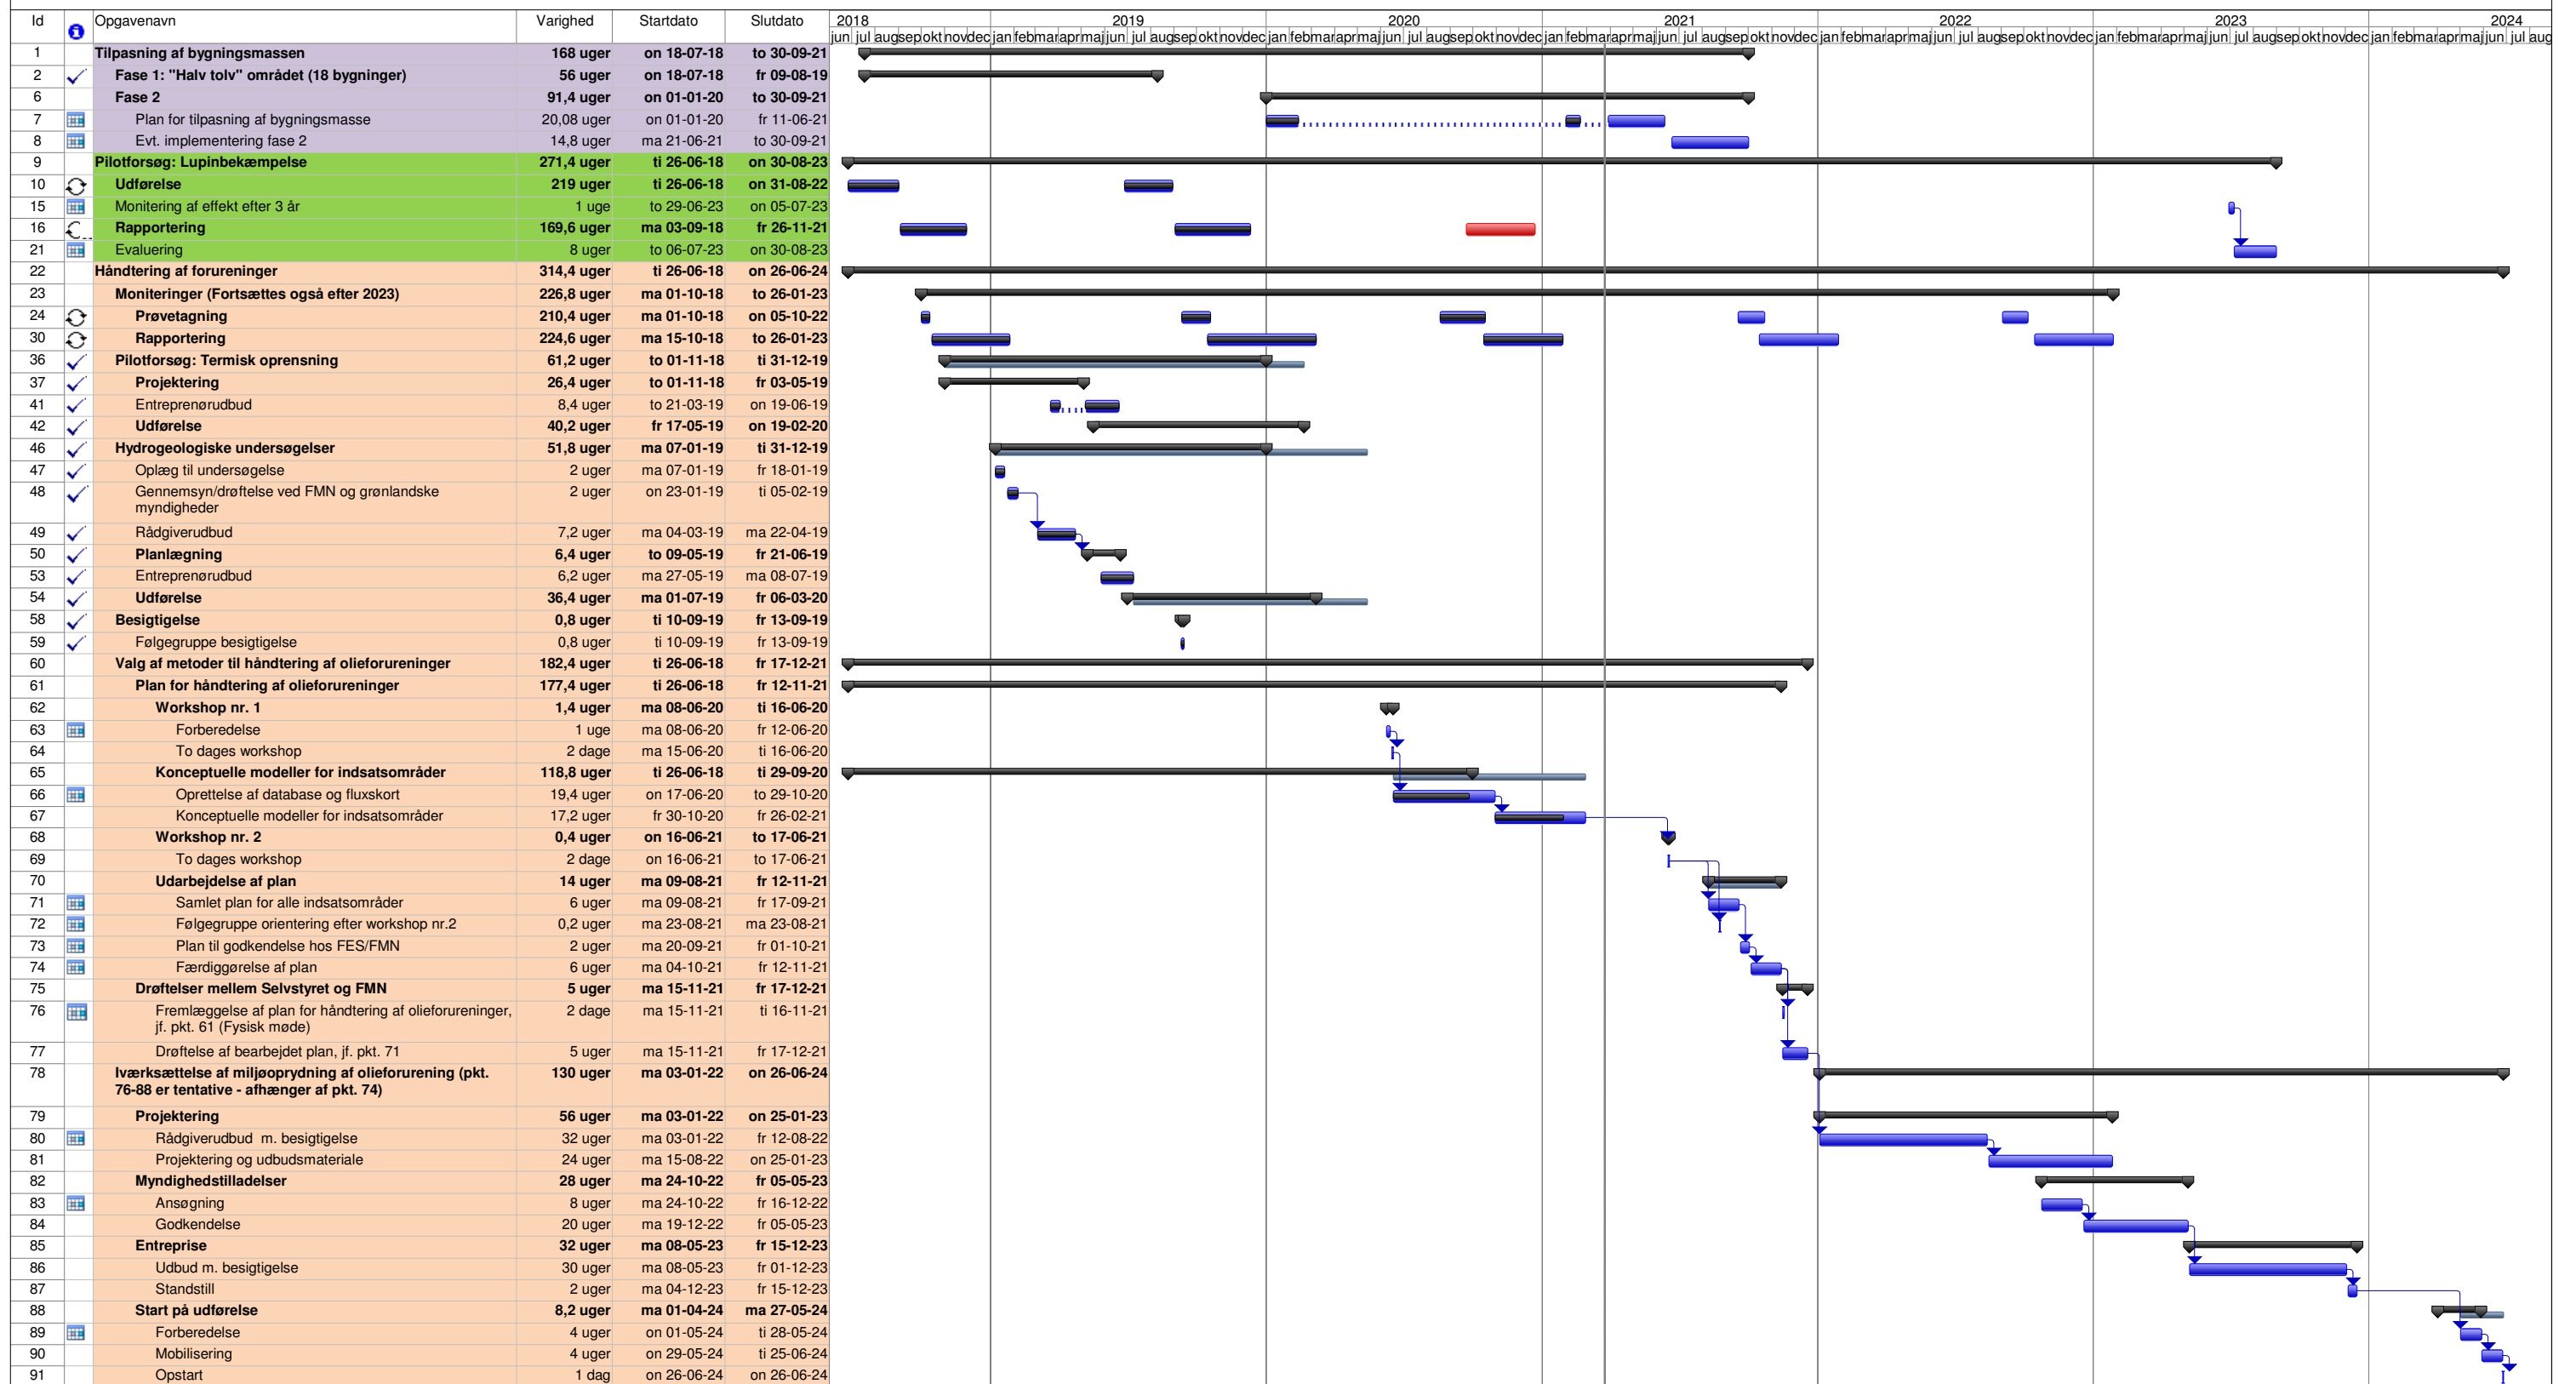 Id Opgavenavn Varighed Startdato Slutdato 2018 2019 2020 2021 2022 2023 2024
jun jul aug sep okt nov dec jan feb mar apr maj jun jul aug sep okt nov dec jan feb mar apr maj jun jul aug sep okt nov dec jan feb mar apr maj jun jul aug sep okt nov dec jan feb mar apr maj jun jul aug sep okt nov dec jan feb mar apr maj jun jul aug sep okt nov dec jan feb mar apr maj jun jul aug
1 Tilpasning af bygningsmassen 168 uger on 18-07-18 to 30-09-21
2 Fase 1: "Halv tolv" området (18 bygninger) 56 uger on 18-07-18 fr 09-08-19
6 Fase 2 91,4 uger on 01-01-20 to 30-09-21
7 Plan for tilpasning af bygningsmasse 20,08 uger on 01-01-20 fr 11-06-21
8 Evt. implementering fase 2 14,8 uger ma 21-06-21 to 30-09-21
9 Pilotforsøg: Lupinbekæmpelse 271,4 uger ti 26-06-18 on 30-08-23
10 Udførelse 219 uger ti 26-06-18 on 31-08-22
15 Monitering af effekt efter 3 år 1 uge to 29-06-23 on 05-07-23
16 Rapportering 169,6 uger ma 03-09-18 fr 26-11-21
21 Evaluering 8 uger to 06-07-23 on 30-08-23
22 Håndtering af forureninger 314,4 uger ti 26-06-18 on 26-06-24
23 Moniteringer (Fortsættes også efter 2023) 226,8 uger ma 01-10-18 to 26-01-23
24 Prøvetagning 210,4 uger ma 01-10-18 on 05-10-22
30 Rapportering 224,6 uger ma 15-10-18 to 26-01-23
36 Pilotforsøg: Termisk oprensning 61,2 uger to 01-11-18 ti 31-12-19
37 Projektering 26,4 uger to 01-11-18 fr 03-05-19
41 Entreprenørudbud 8,4 uger to 21-03-19 on 19-06-19
42 Udførelse 40,2 uger fr 17-05-19 on 19-02-20
46 Hydrogeologiske undersøgelser 51,8 uger ma 07-01-19 ti 31-12-19
47 Oplæg til undersøgelse 2 uger ma 07-01-19 fr 18-01-19
48 Gennemsyn/drøftelse ved FMN og grønlandske 2 uger on 23-01-19 ti 05-02-19
myndigheder
49 Rådgiverudbud 7,2 uger ma 04-03-19 ma 22-04-19
50 Planlægning 6,4 uger to 09-05-19 fr 21-06-19
53 Entreprenørudbud 6,2 uger ma 27-05-19 ma 08-07-19
54 Udførelse 36,4 uger ma 01-07-19 fr 06-03-20
58 Besigtigelse 0,8 uger ti 10-09-19 fr 13-09-19
59 Følgegruppe besigtigelse 0,8 uger ti 10-09-19 fr 13-09-19
60 Valg af metoder til håndtering af olieforureninger 182,4 uger ti 26-06-18 fr 17-12-21
61 Plan for håndtering af olieforureninger 177,4 uger ti 26-06-18 fr 12-11-21
62 Workshop nr. 1 1,4 uger ma 08-06-20 ti 16-06-20
63 Forberedelse 1 uge ma 08-06-20 fr 12-06-20
64 To dages workshop 2 dage ma 15-06-20 ti 16-06-20
65 Konceptuelle modeller for indsatsområder 118,8 uger ti 26-06-18 ti 29-09-20
66 Oprettelse af database og fluxskort 19,4 uger on 17-06-20 to 29-10-20
67 Konceptuelle modeller for indsatsområder 17,2 uger fr 30-10-20 fr 26-02-21
68 Workshop nr. 2 0,4 uger on 16-06-21 to 17-06-21
69 To dages workshop 2 dage on 16-06-21 to 17-06-21
70 Udarbejdelse af plan 14 uger ma 09-08-21 fr 12-11-21
71 Samlet plan for alle indsatsområder 6 uger ma 09-08-21 fr 17-09-21
72 Følgegruppe orientering efter workshop nr.2 0,2 uger ma 23-08-21 ma 23-08-21
73 Plan til godkendelse hos FES/FMN 2 uger ma 20-09-21 fr 01-10-21
74 Færdiggørelse af plan 6 uger ma 04-10-21 fr 12-11-21
75 Drøftelser mellem Selvstyret og FMN 5 uger ma 15-11-21 fr 17-12-21
76 Fremlæggelse af plan for håndtering af olieforureninger, 2 dage ma 15-11-21 ti 16-11-21
jf. pkt. 61 (Fysisk møde)
77 Drøftelse af bearbejdet plan, jf. pkt. 71 5 uger ma 15-11-21 fr 17-12-21
78 Iværksættelse af miljøoprydning af olieforurening (pkt. 130 uger ma 03-01-22 on 26-06-24
76-88 er tentative - afhænger af pkt. 74)
79 Projektering 56 uger ma 03-01-22 on 25-01-23
80 Rådgiverudbud m. besigtigelse 32 uger ma 03-01-22 fr 12-08-22
81 Projektering og udbudsmateriale 24 uger ma 15-08-22 on 25-01-23
82 Myndighedstilladelser 28 uger ma 24-10-22 fr 05-05-23
83 Ansøgning 8 uger ma 24-10-22 fr 16-12-22
84 Godkendelse 20 uger ma 19-12-22 fr 05-05-23
85 Entreprise 32 uger ma 08-05-23 fr 15-12-23
86 Udbud m. besigtigelse 30 uger ma 08-05-23 fr 01-12-23
87 Standstill 2 uger ma 04-12-23 fr 15-12-23
88 Start på udførelse 8,2 uger ma 01-04-24 ma 27-05-24
89 Forberedelse 4 uger on 01-05-24 ti 28-05-24
90 Mobilisering 4 uger on 29-05-24 ti 25-06-24
91 Opstart 1 dag on 26-06-24 on 26-06-24